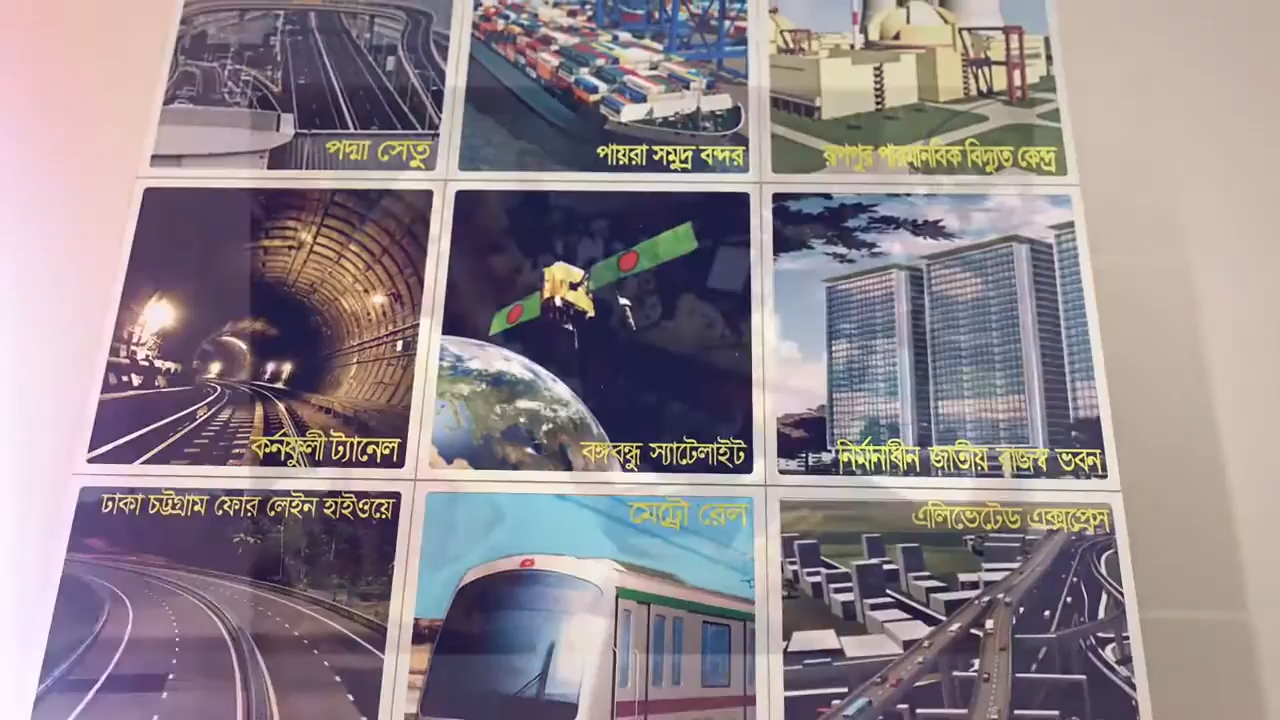 পদ্মা সেতু
পায়রা সমুদ্র বন্দর
রূপপুর পারমানবিক বিদ্যুত কেন্দ্র
কর্নফুলী ট্যানেল
বঙ্গবন্ধু স্যাটেলাইট
নির্মানাধীন জাতীয় রাজস্ব ভবন
ঢাকা চট্টগ্রাম ফোর লেইন হাইওয়ে
মেট্রো রেল
এলিভেটেড এক্সপ্রেস